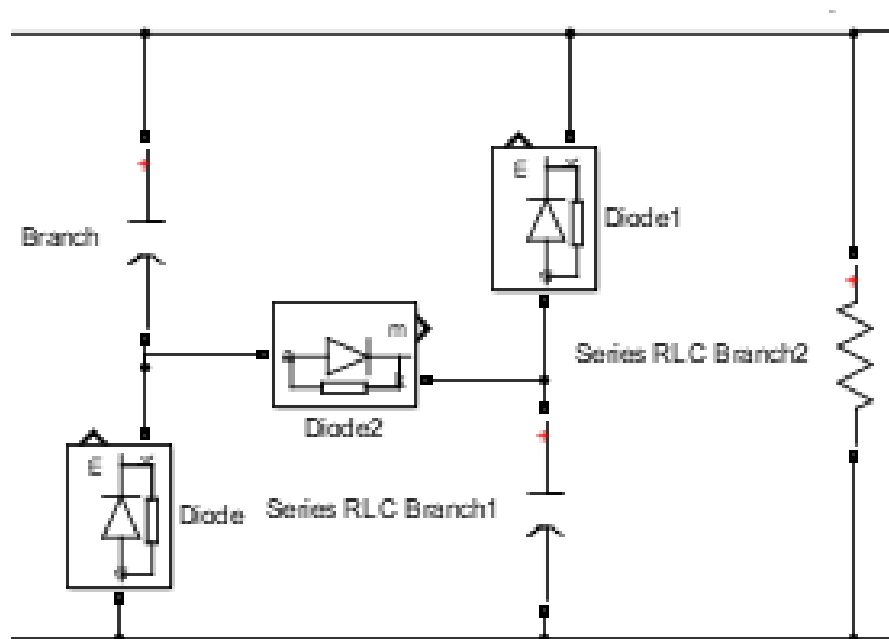 E
Diode1
Branch
m
Series RLC Branch2
Diode2
E
Diode
Series RLC Branch1